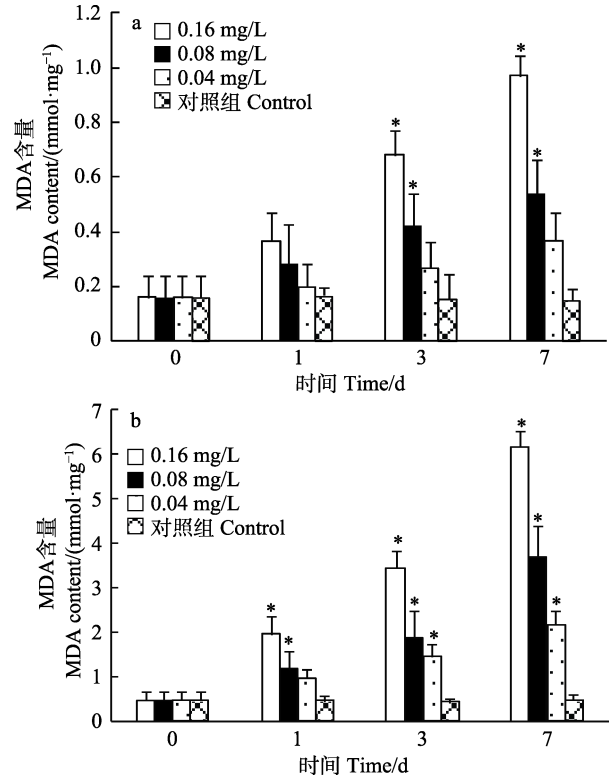 a
0.16 mg/L
0.08 mg/L
0.04 mg/L
对照组 Control
MDA含量
MDA content/(mmol·mg⁻¹)
1.2
1.0
0.8
0.6
0.4
0.2
0
* * * *
0 1 3 7
时间 Time/d
b
0.16 mg/L
0.08 mg/L
0.04 mg/L
对照组 Control
MDA含量
MDA content/(mmol·mg⁻¹)
7
6
5
4
3
2
1
0
* * * * * * * *
0 1 3 7
时间 Time/d